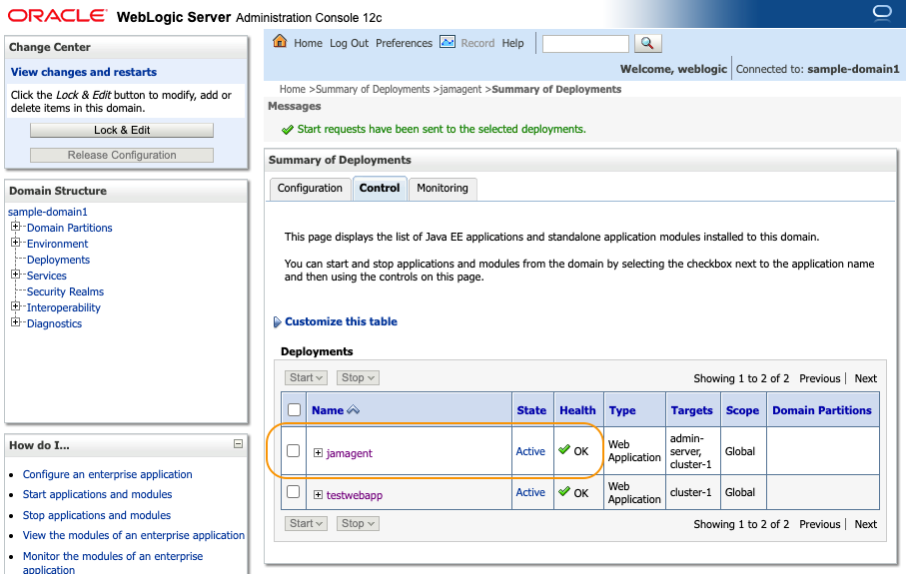 ORACLE® WebLogic Server Administration Console 12c
Change Center
View changes and restarts
Click the Lock & Edit button to modify, add or
delete items in this domain.
Lock & Edit
Release Configuration
Domain Structure
sample-domain1
Domain Partitions
Environment
Deployments
Services
Security Realms
Interoperability
Diagnostics
How do I...
Configure an enterprise application
Start applications and modules
Stop applications and modules
View the modules of an enterprise application
Monitor the modules of an enterprise
application
Home Log Out Preferences Record Help
Welcome, weblogic Connected to: sample-domain1
Home >Summary of Deployments >jamagent >Summary of Deployments
Messages
Start requests have been sent to the selected deployments.
Summary of Deployments
Configuration Control Monitoring
This page displays the list of Java EE applications and standalone application modules installed to this domain.
You can start and stop applications and modules from the domain by selecting the checkbox next to the application name
and then using the controls on this page.
Customize this table
Deployments
Start Stop Showing 1 to 2 of 2 Previous | Next
Name State Health Type Targets Scope Domain Partitions
jamagent Active OK Web Application admin-server, cluster-1 Global
testwebapp Active OK Web Application cluster-1 Global
Start Stop Showing 1 to 2 of 2 Previous | Next